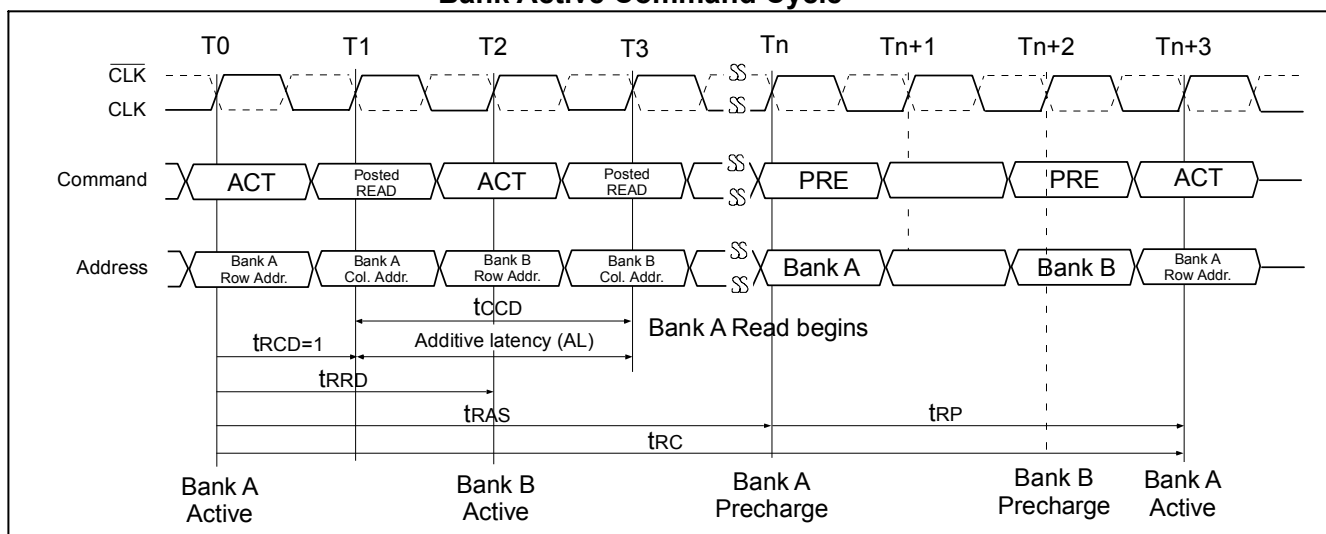 Bank Active Command Cycle
T0 T1 T2 T3 Tn Tn+1 Tn+2 Tn+3
CLK
CLK
Command ACT Posted READ ACT Posted READ PRE PRE ACT
Address Bank A Row Addr. Bank A Col. Addr. Bank B Row Addr. Bank B Col. Addr. Bank A Bank B Bank A Row Addr.
tCCD
Bank A Read begins
tRCD=1 Additive latency (AL)
tRRD
tRAS tRP
tRC
Bank A Active
Bank B Active
Bank A Precharge
Bank B Precharge
Bank A Active